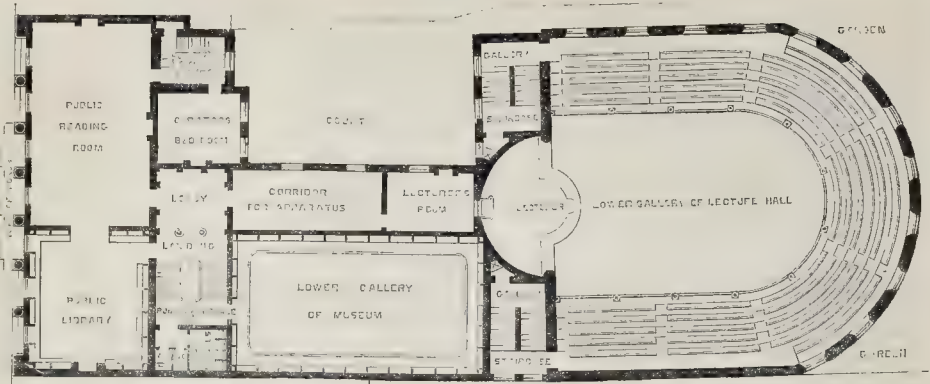 PUBLIC
READING
ROOM
BED ROOM
COURT
GALLERY
GARDEN
LOBBY
CORRIDOR
FOR APPARATUS
LECTURERS
ROOM
LECTURER
LOWER GALLERY OF LECTURE HALL
LANDING
PUBLIC
LIBRARY
LOWER GALLERY
OF MUSEUM
STAIRCASE
GARDEN